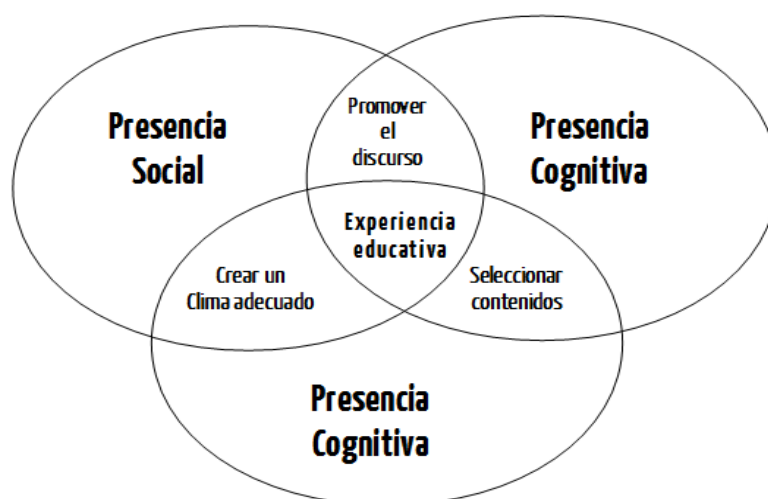 Presencia
Social
Promover
el
discurso
Presencia
Cognitiva
Experiencia
educativa
Crear un
Clima adecuado
Seleccionar
contenidos
Presencia
Cognitiva